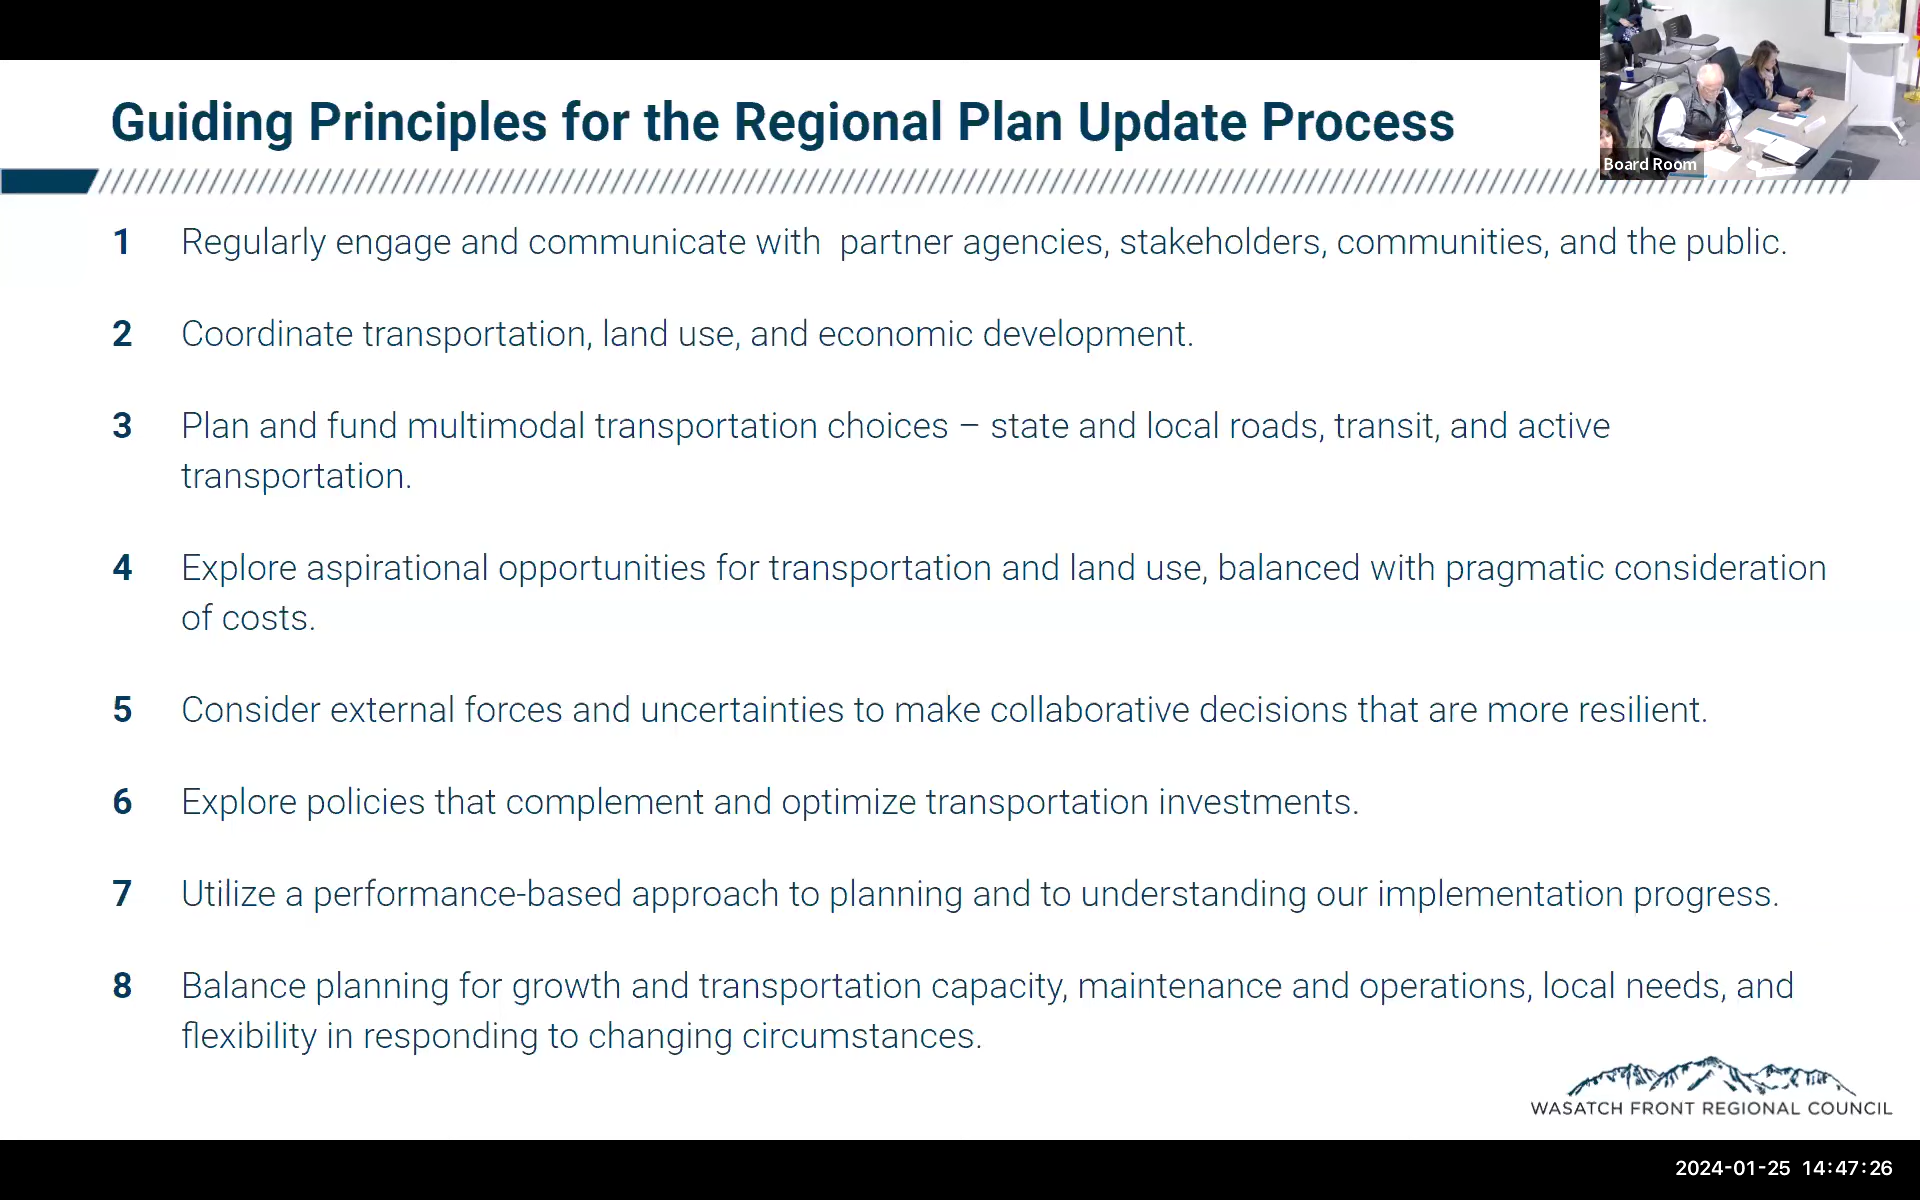 Guiding Principles for the Regional Plan Update Process
Board Room
1 Regularly engage and communicate with  partner agencies, stakeholders, communities, and the public.
2 Coordinate transportation, land use, and economic development.
3 Plan and fund multimodal transportation choices – state and local roads, transit, and active
transportation.
4 Explore aspirational opportunities for transportation and land use, balanced with pragmatic consideration
of costs.
5 Consider external forces and uncertainties to make collaborative decisions that are more resilient.
6 Explore policies that complement and optimize transportation investments.
7 Utilize a performance-based approach to planning and to understanding our implementation progress.
8 Balance planning for growth and transportation capacity, maintenance and operations, local needs, and
flexibility in responding to changing circumstances.
WASATCH FRONT REGIONAL COUNCIL
2024-01-25 14:47:26